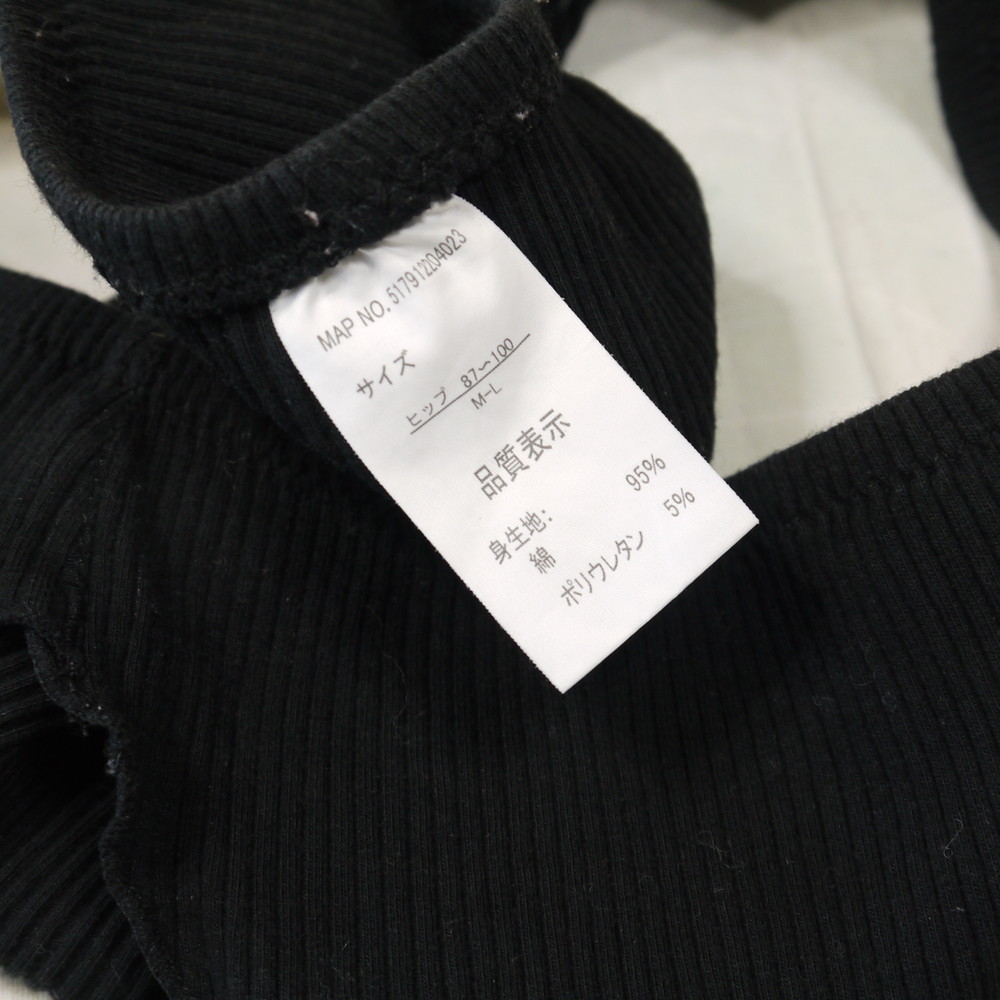 MAP NO. 517912204023
サイズ
ヒップ 87〜100
M-L
品質表示
身生地:
綿 95%
ポリウレタン 5%